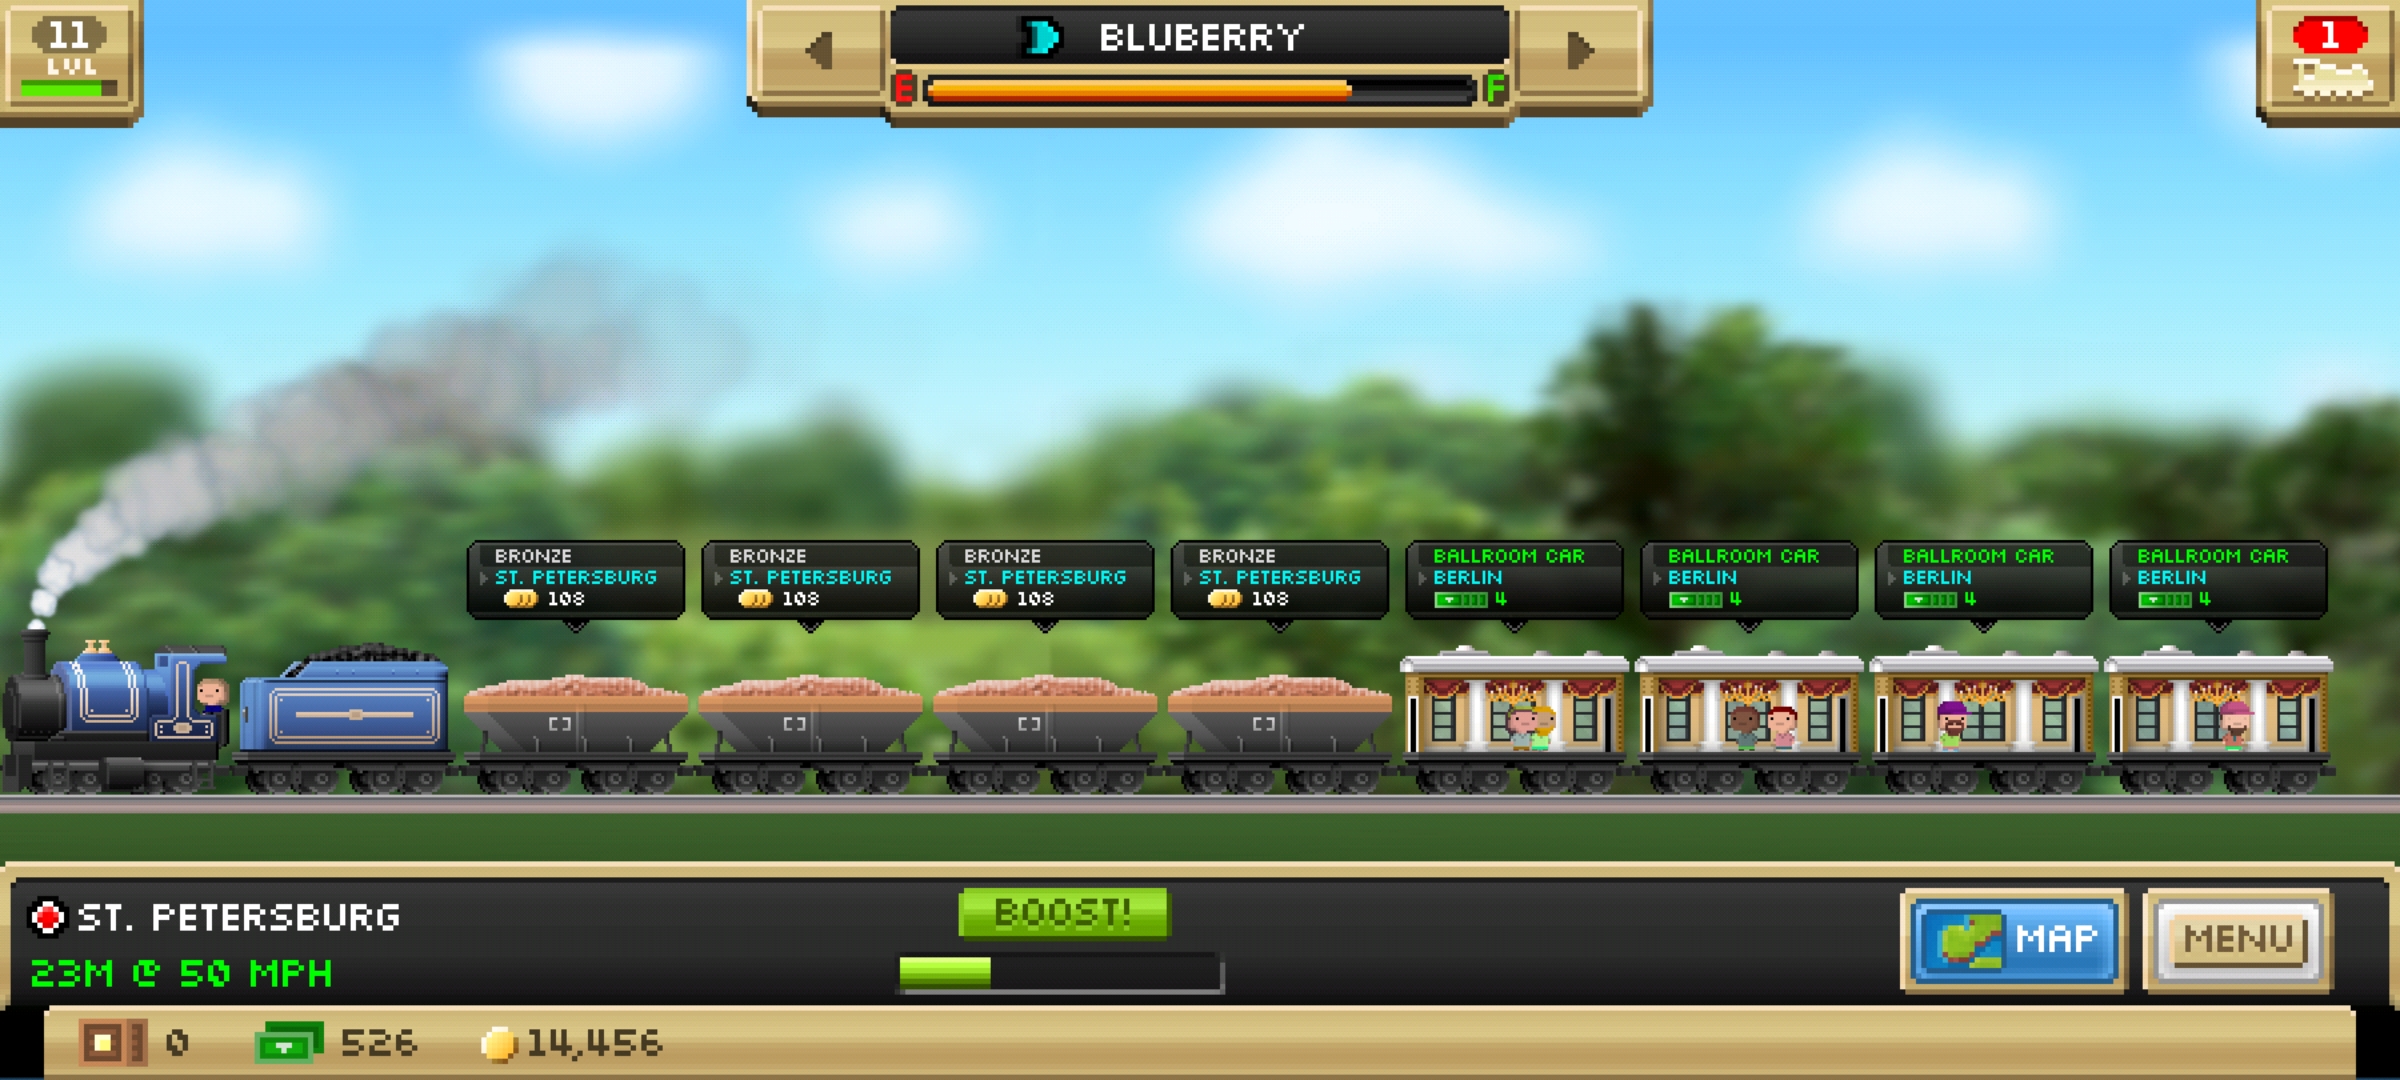 11
LVL
BLUBERRY
E
F
1
BRONZE
ST. PETERSBURG
108
BRONZE
ST. PETERSBURG
108
BRONZE
ST. PETERSBURG
108
BRONZE
ST. PETERSBURG
108
BALLROOM CAR
BERLIN
4
BALLROOM CAR
BERLIN
4
BALLROOM CAR
BERLIN
4
BALLROOM CAR
BERLIN
4
ST. PETERSBURG
23M @ 50 MPH
BOOST!
MAP
MENU
0
526
14,456